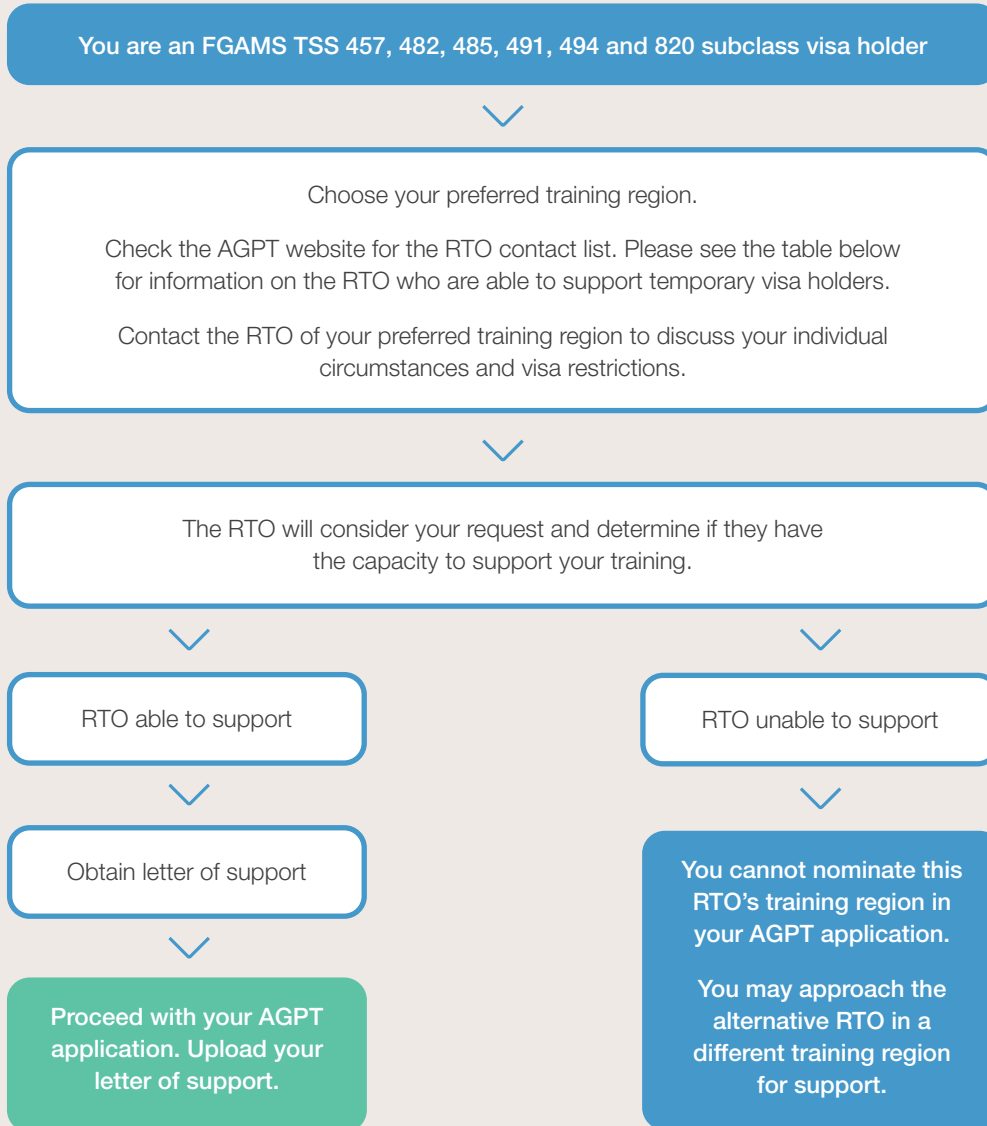 You are an FGAMS TSS 457, 482, 485, 491, 494 and 820 subclass visa holder
Choose your preferred training region.
Check the AGPT website for the RTO contact list. Please see the table below
for information on the RTO who are able to support temporary visa holders.
Contact the RTO of your preferred training region to discuss your individual
circumstances and visa restrictions.
The RTO will consider your request and determine if they have
the capacity to support your training.
RTO able to support
Obtain letter of support
Proceed with your AGPT
application. Upload your
letter of support.
RTO unable to support
You cannot nominate this
RTO’s training region in
your AGPT application.
You may approach the
alternative RTO in a
different training region
for support.